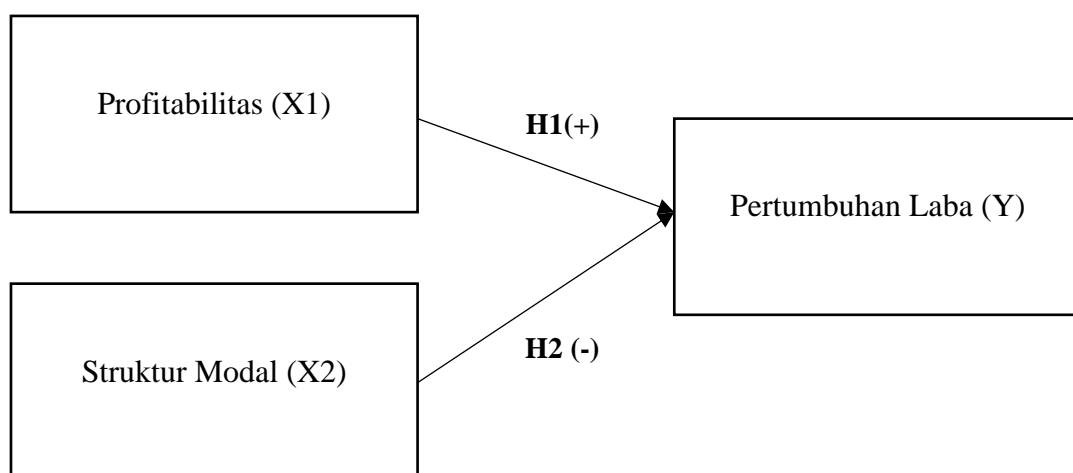 Profitabilitas (X1)
H1(+)
Pertumbuhan Laba (Y)
H2 (-)
Struktur Modal (X2)